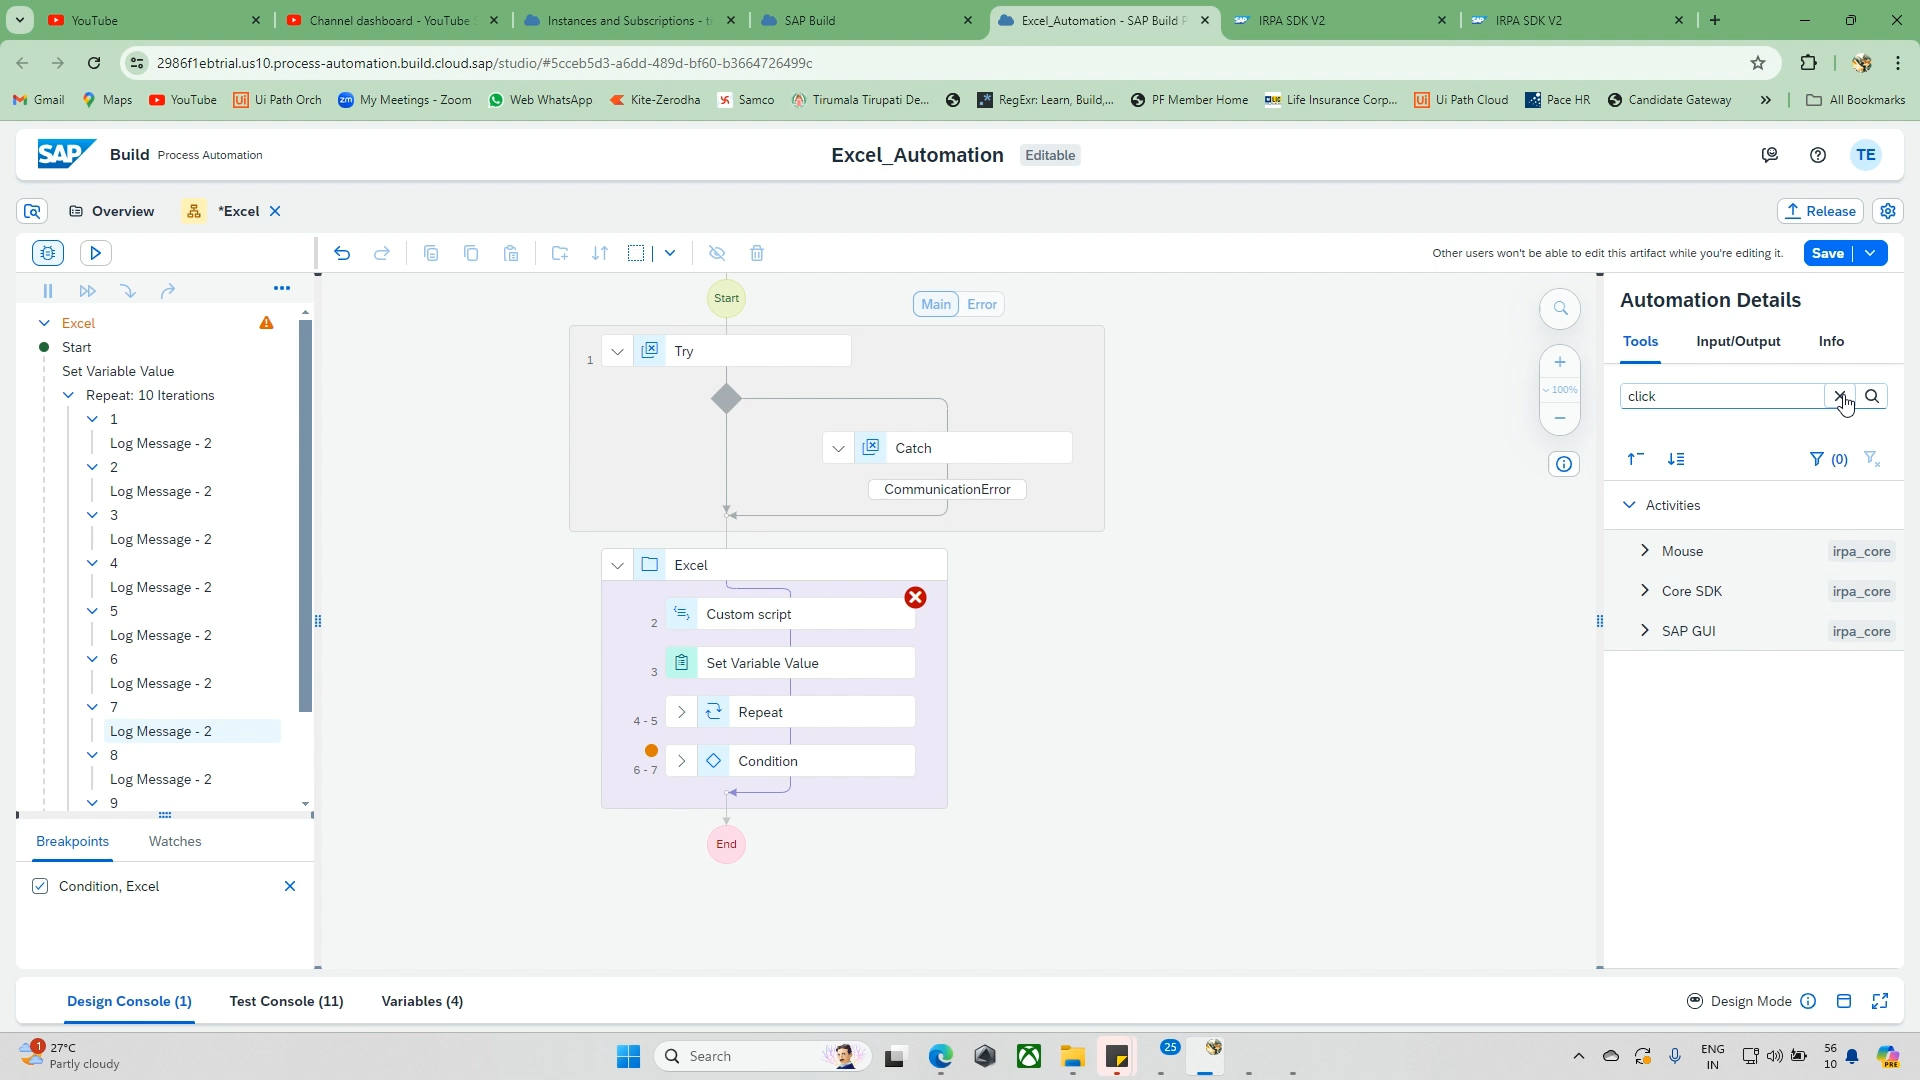 YouTube
Channel dashboard - YouTube S
Instances and Subscriptions - tr
SAP Build
Excel_Automation - SAP Build P
IRPA SDK V2
IRPA SDK V2
2986f1ebtrial.us10.process-automation.build.cloud.sap/studio/#5cceb5d3-a6dd-489d-bf60-b3664726499c
Gmail
Maps
YouTube
Ui Path Orch
My Meetings - Zoom
Web WhatsApp
Kite-Zerodha
Samco
Tirumala Tirupati De...
RegExr: Learn, Build,...
PF Member Home
Life Insurance Corp...
Ui Path Cloud
Pace HR
Candidate Gateway
All Bookmarks
SAP
Build Process Automation
Excel_Automation Editable
TE
Overview
*Excel
Release
Other users won't be able to edit this artifact while you're editing it.
Save
Excel
Start
Set Variable Value
Repeat: 10 Iterations
1
Log Message - 2
2
Log Message - 2
3
Log Message - 2
4
Log Message - 2
5
Log Message - 2
6
Log Message - 2
7
Log Message - 2
8
Log Message - 2
9
Breakpoints
Watches
Condition, Excel
Start
Main
Error
1
Try
Catch
CommunicationError
Excel
2
Custom script
3
Set Variable Value
4 - 5
Repeat
6 - 7
Condition
End
100%
Automation Details
Tools
Input/Output
Info
click
(0)
Activities
Mouse
irpa_core
Core SDK
irpa_core
SAP GUI
irpa_core
Design Console (1)
Test Console (11)
Variables (4)
Design Mode
1
27°C
Partly cloudy
Search
25
ENG
IN
56
10
PRE